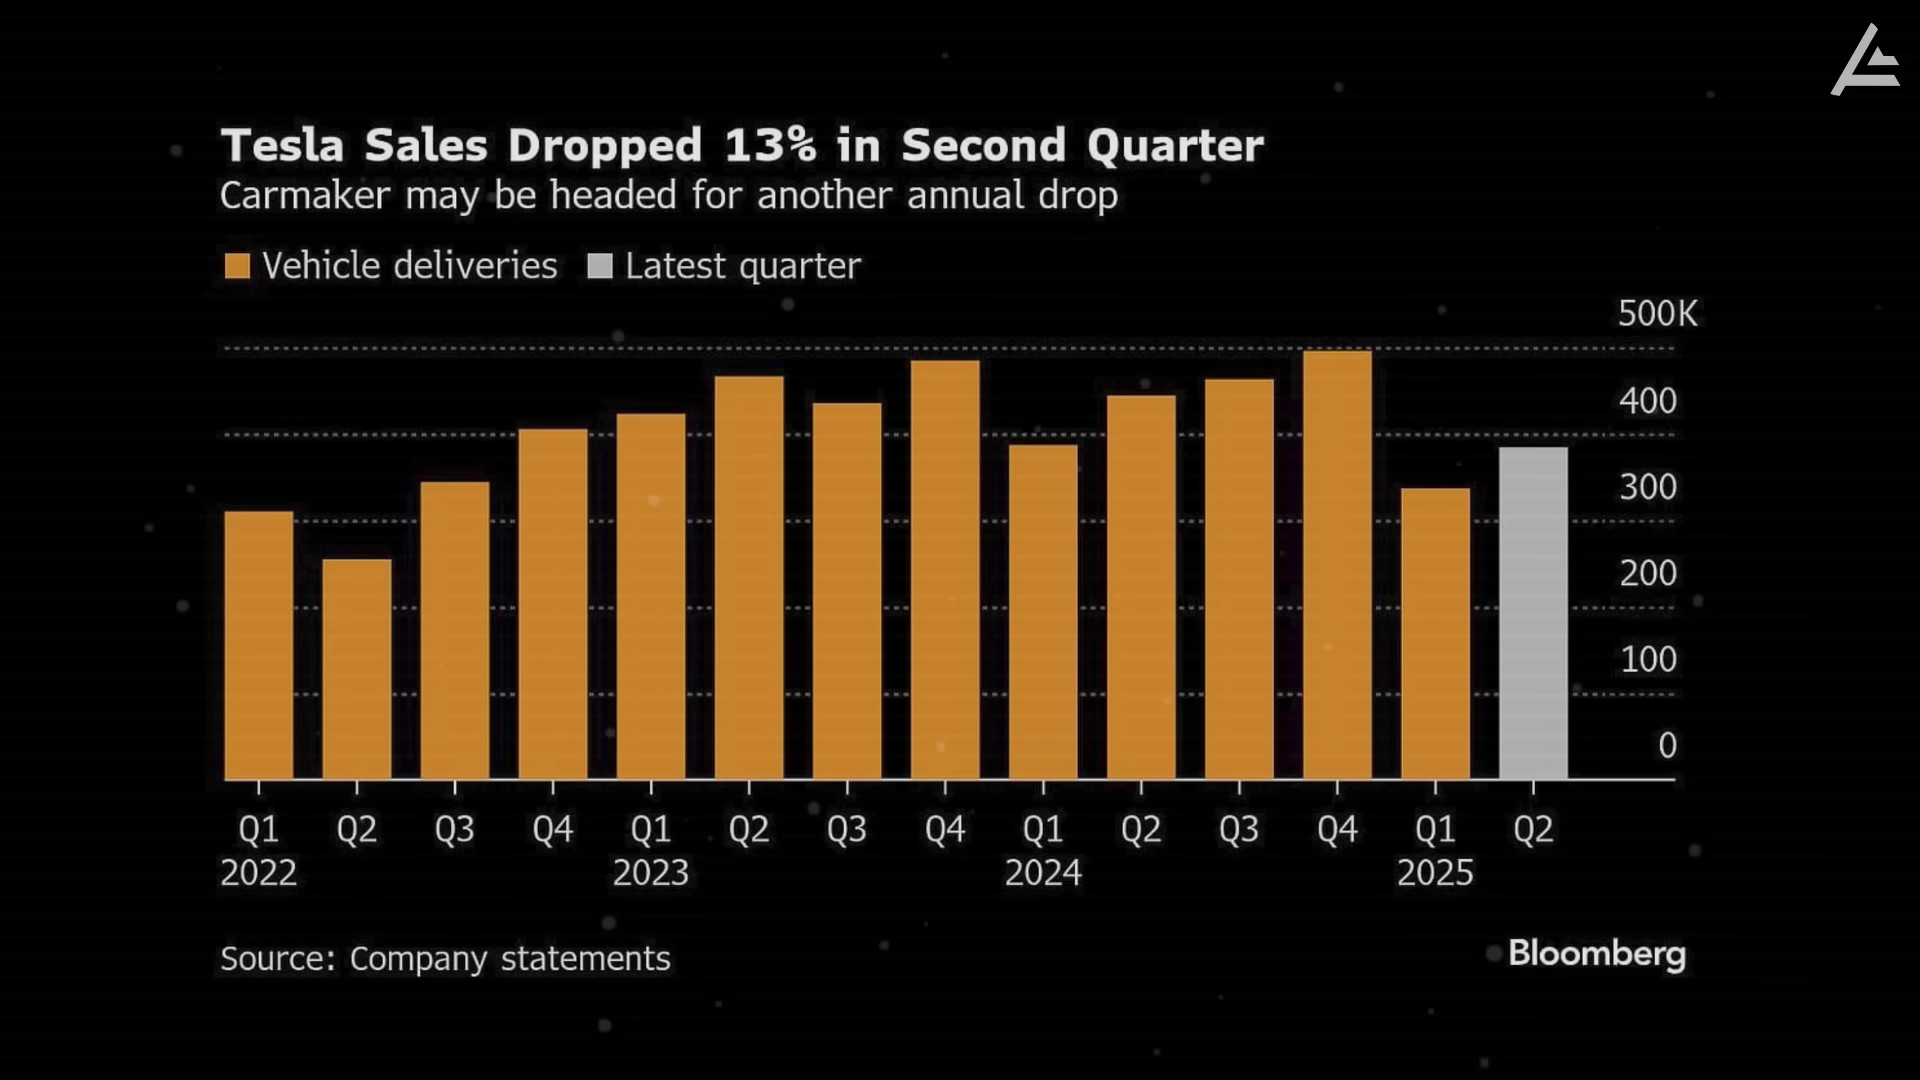 Tesla Sales Dropped 13% in Second Quarter
Carmaker may be headed for another annual drop
Vehicle deliveries Latest quarter
500K
400
300
200
100
0
Q1 Q2 Q3 Q4 Q1 Q2 Q3 Q4 Q1 Q2 Q3 Q4 Q1 Q2
2022 2023 2024 2025
Source: Company statements
Bloomberg